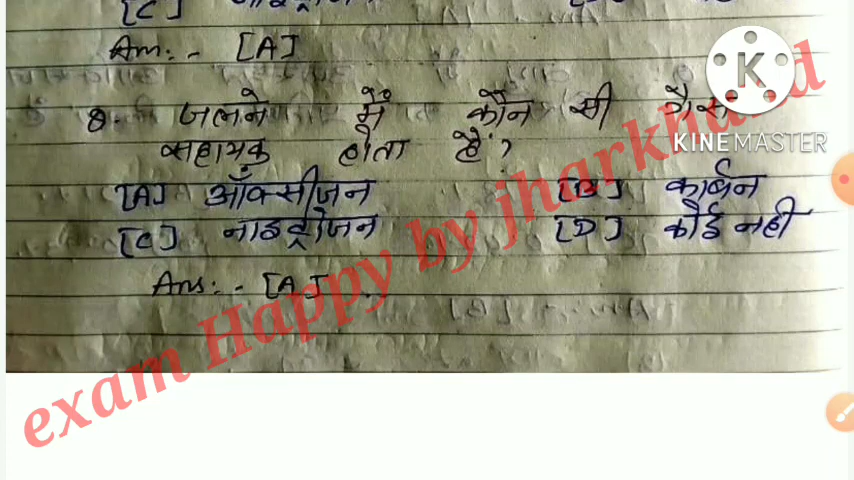 [C]
Ans:- [A]
8. जलने में कौन सी गैस
सहायक होता है?
[A] ऑक्सीजन [B] कार्बन
[C] नाइट्रोजन [D] कोई नही
Ans:- [A]
exam Happy by jharkhand
K
KINEMASTER